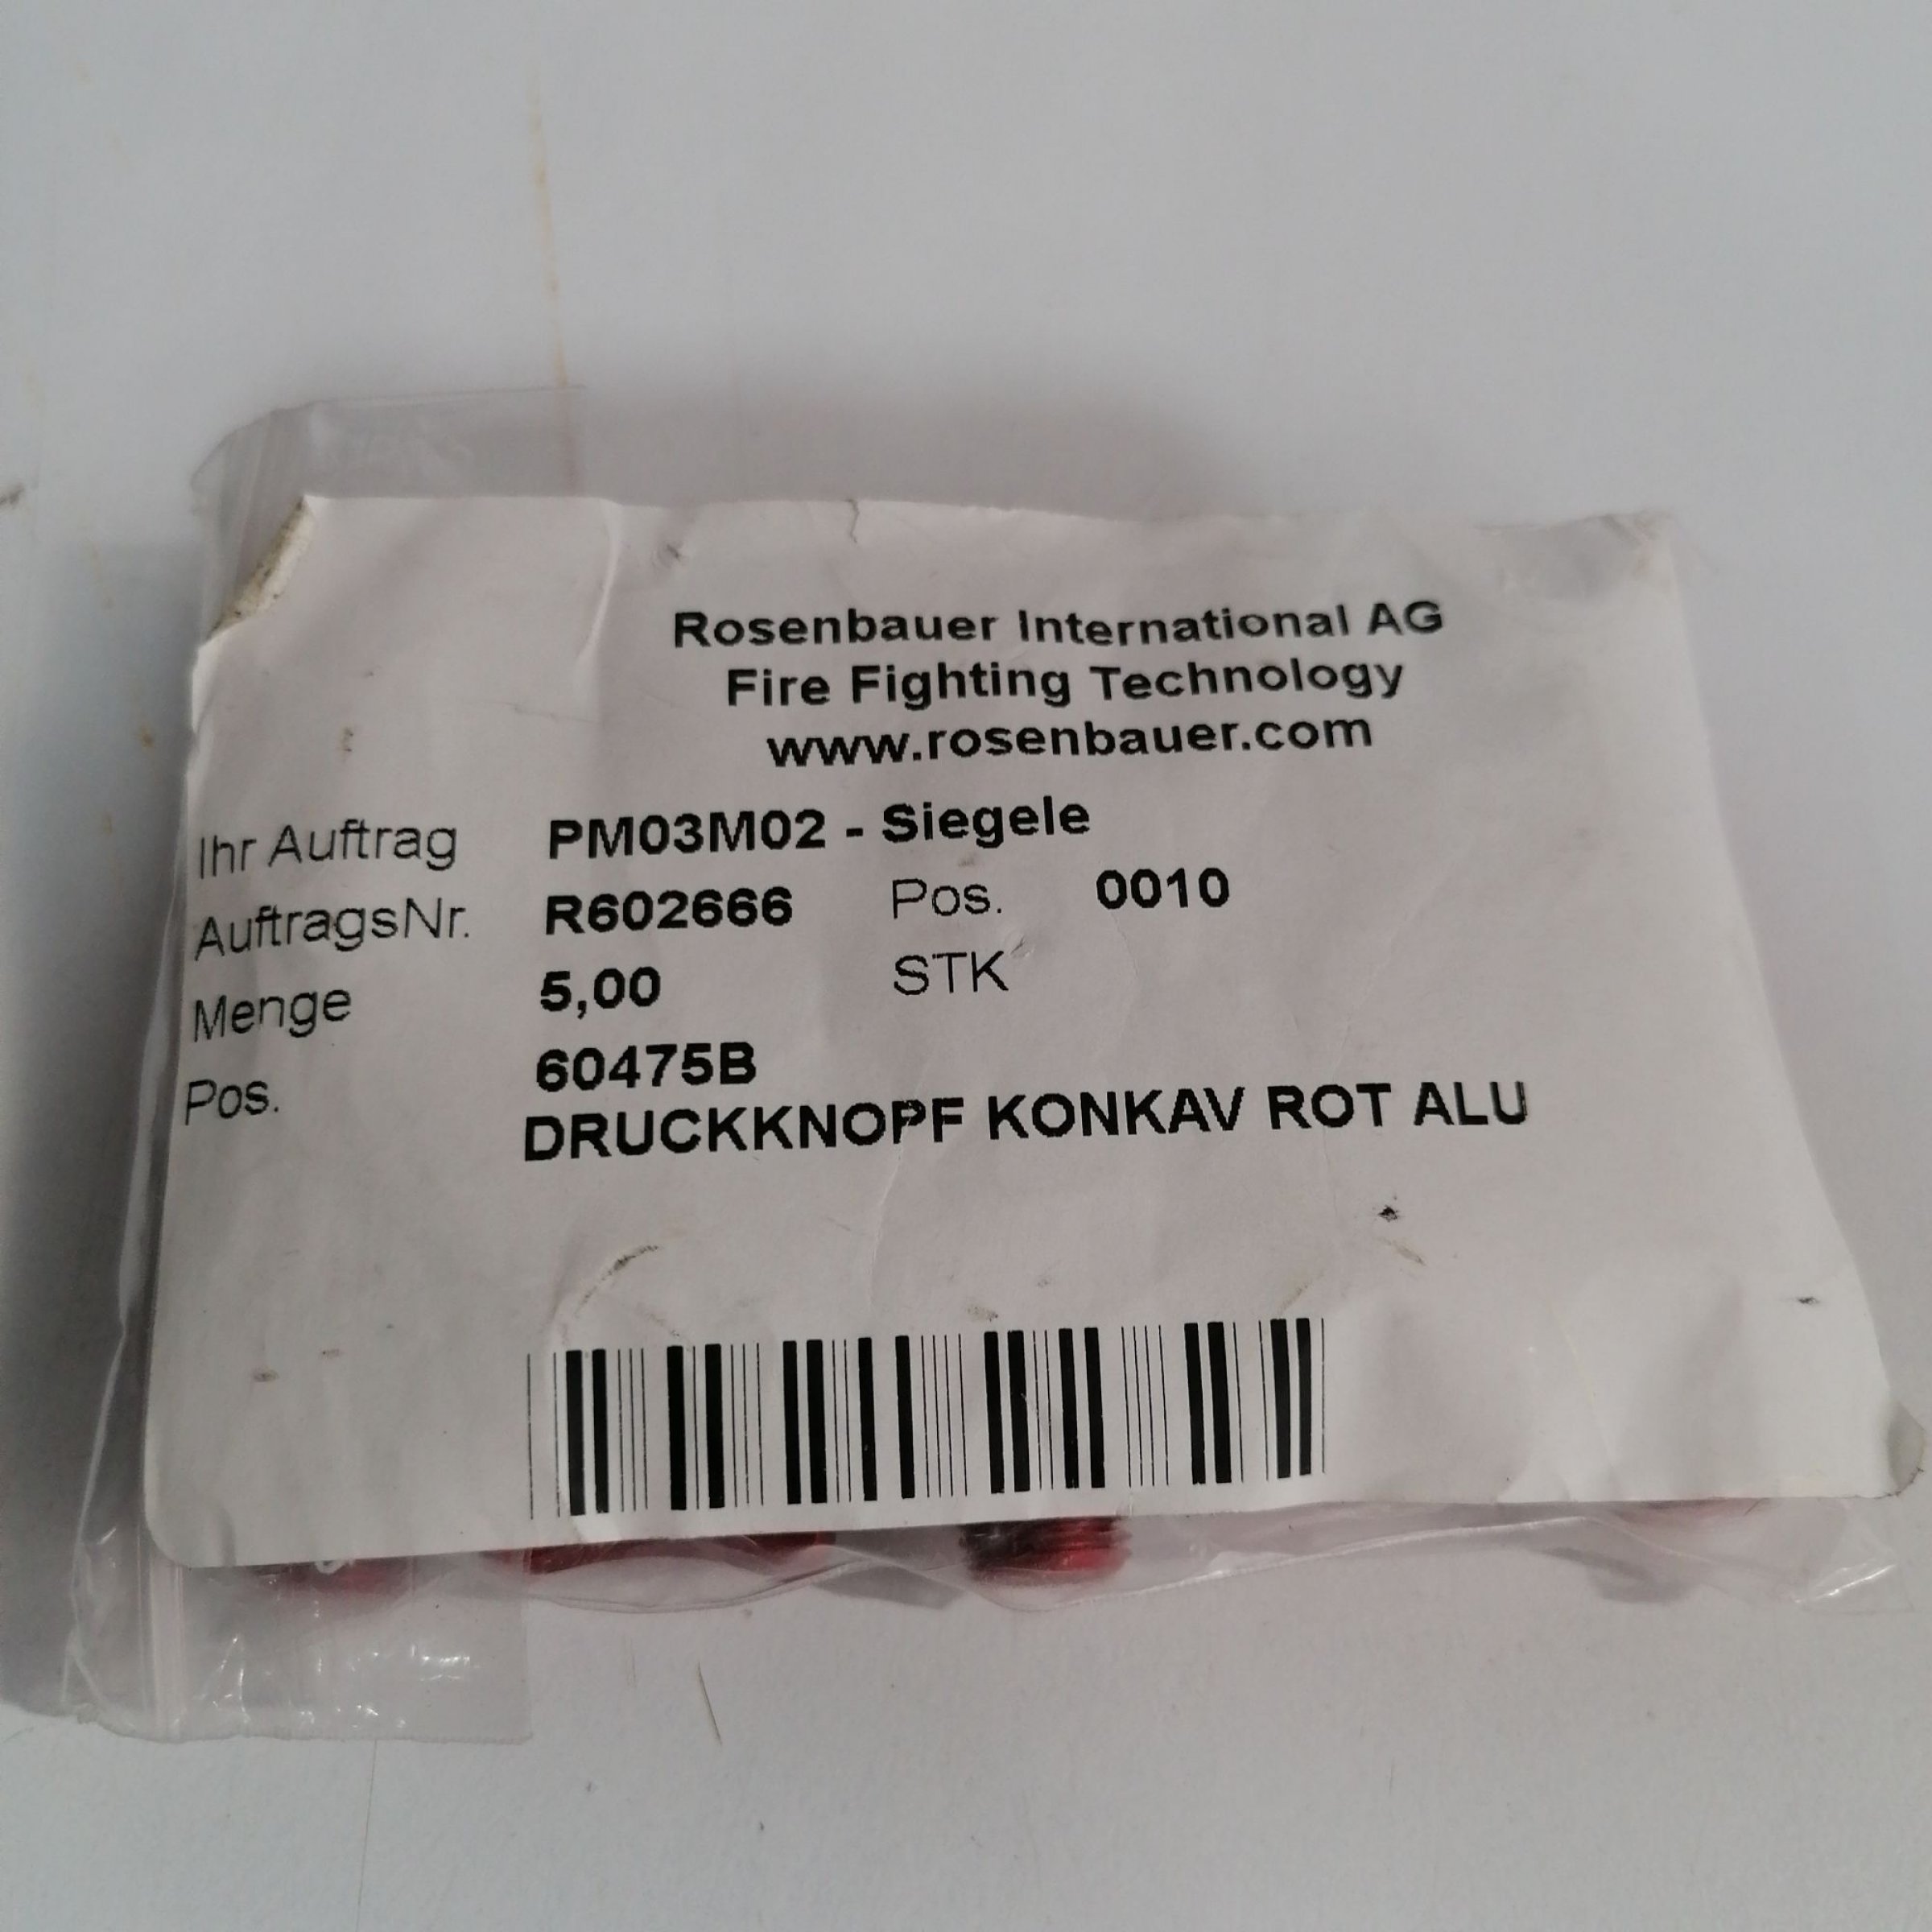 Rosenbauer International AG
Fire Fighting Technology
www.rosenbauer.com
Ihr Auftrag PM03M02 - Siegele
AuftragsNr. R602666 Pos. 0010
Menge 5,00 STK
Pos. 60475B
DRUCKKNOPF KONKAV ROT ALU